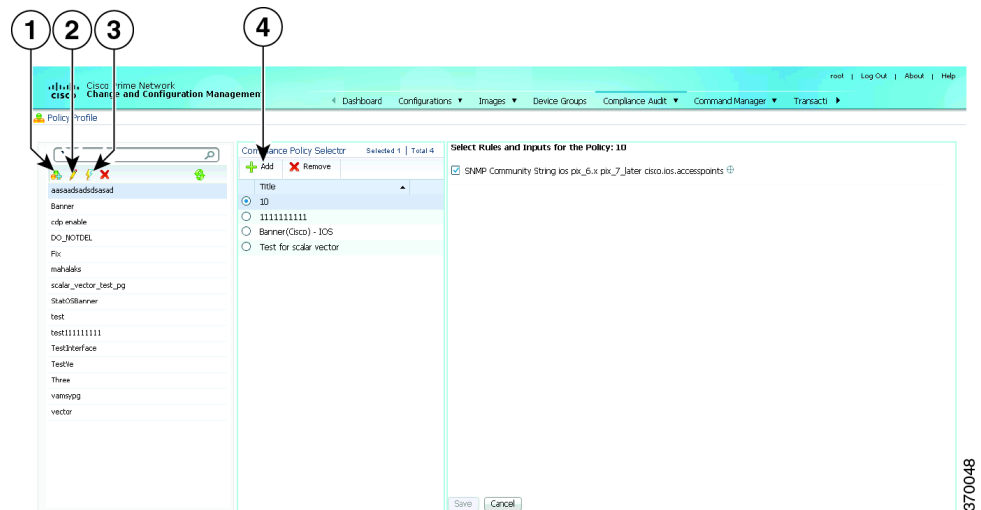 1 2 3 4
root | Log Out | About | Help
CISCO Cisco Prime Network
Change and Configuration Management
Dashboard Configurations Images Device Groups Compliance Audit Command Manager Transacti
Policy Profile
Compliance Policy Selector Selected 1 | Total 4
Add Remove
Title
10
1111111111
Banner(Cisco) - IOS
Test for scalar vector
aasaadsadsdsasad
Banner
cdp enable
DO_NOTDEL
Fix
mahalaks
scalar_vector_test_pg
StatOSBanner
test
test111111111
TestInterface
TestVe
Three
vamsypg
vector
Select Rules and Inputs for the Policy: 10
SNMP Community String ios pix_6.x pix_7_later cisco.ios.accesspoints
Save Cancel
370048